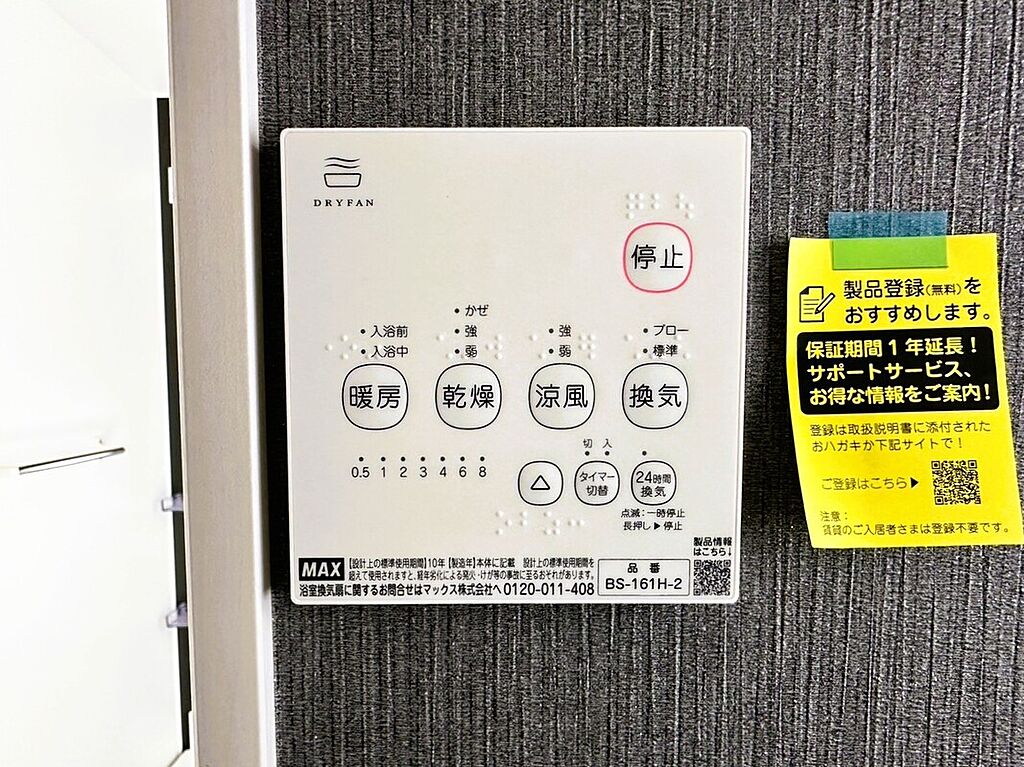 DRYFAN
停止
・かぜ
・入浴前 ・強 ・強 ・ブロー
・入浴中 ・弱 ・弱 ・標準
暖房 乾燥 涼風 換気
0.5 1 2 3 4 6 8
切 入
△ タイマー切替 24時間換気
点滅：一時停止
長押し▶停止
製品情報
はこちら↓
MAX
【設計上の標準使用期間】10年【製造年】本体に記載 設計上の標準使用期間を
超えて使用されますと、経年劣化による発火・けが等の事故に至るおそれがあります。
浴室換気扇に関するお問合せはマックス株式会社へ 0120-011-408
品番
BS-161H-2
製品登録(無料)を
おすすめします。
保証期間1年延長！
サポートサービス、
お得な情報をご案内！
登録は取扱説明書に添付された
おハガキか下記サイトで！
ご登録はこちら▶
注意：
賃貸のご入居者さまは登録不要です。